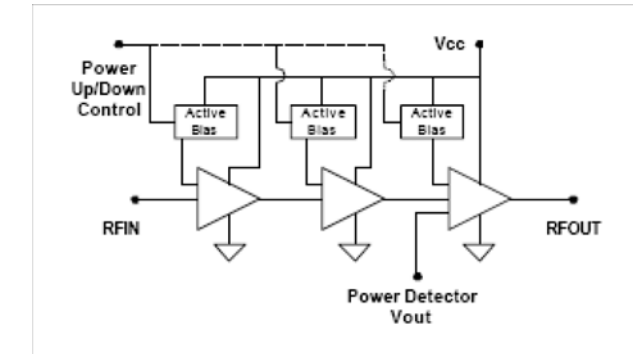 Vcc
Power
Up/Down
Control
Active
Bias
Active
Bias
Active
Bias
RFIN
RFOUT
Power Detector
Vout